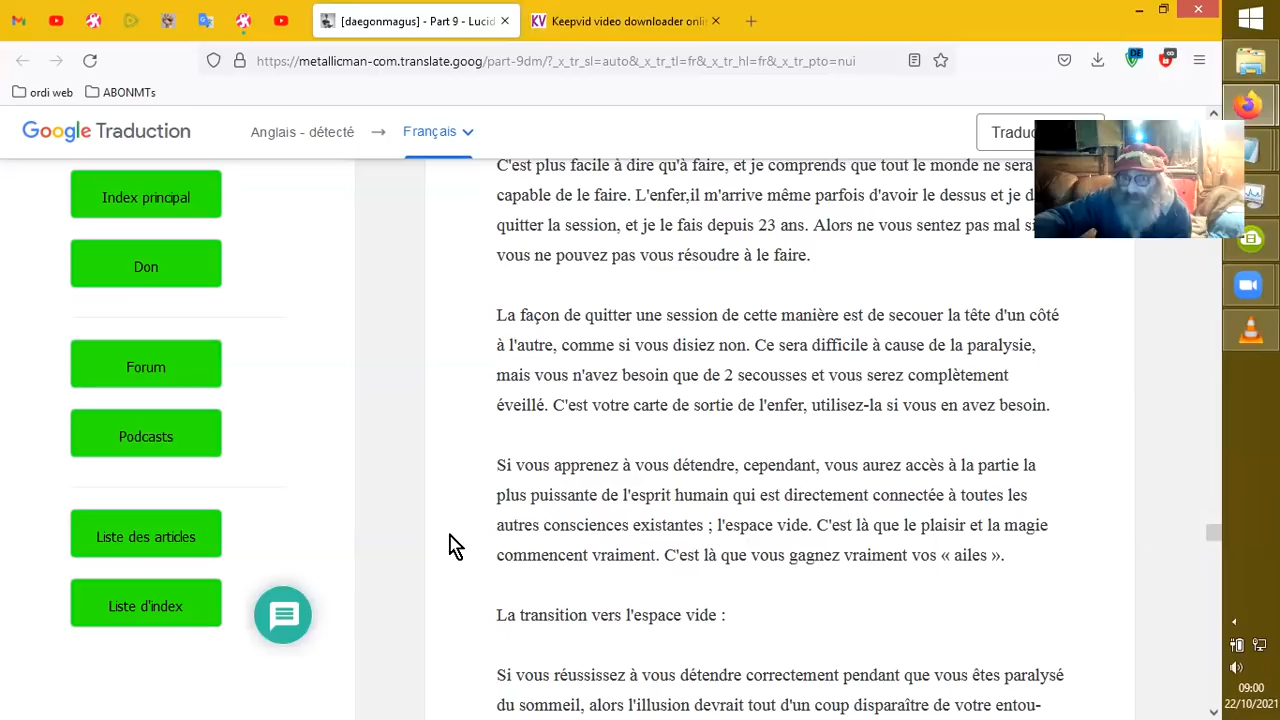 [daegonmagus] - Part 9 - Lucid
Keepvid video downloader onli
https://metallicman-com.translate.goog/part-9dm/?_x_tr_sl=auto&_x_tr_tl=fr&_x_tr_hl=fr&_x_tr_pto=nui
ordi web
ABONMTs
Google Traduction
Anglais - détecté
Français
Index principal
Don
Forum
Podcasts
Liste des articles
Liste d'index
C'est plus facile à dire qu'à faire, et je comprends que tout le monde ne sera
capable de le faire. L'enfer,il m'arrive même parfois d'avoir le dessus et je d
quitter la session, et je le fais depuis 23 ans. Alors ne vous sentez pas mal si
vous ne pouvez pas vous résoudre à le faire.
La façon de quitter une session de cette manière est de secouer la tête d'un côté
à l'autre, comme si vous disiez non. Ce sera difficile à cause de la paralysie,
mais vous n'avez besoin que de 2 secousses et vous serez complètement
éveillé. C'est votre carte de sortie de l'enfer, utilisez-la si vous en avez besoin.
Si vous apprenez à vous détendre, cependant, vous aurez accès à la partie la
plus puissante de l'esprit humain qui est directement connectée à toutes les
autres consciences existantes ; l'espace vide. C'est là que le plaisir et la magie
commencent vraiment. C'est là que vous gagnez vraiment vos « ailes ».
La transition vers l'espace vide :
Si vous réussissez à vous détendre correctement pendant que vous êtes paralysé
du sommeil, alors l'illusion devrait tout d'un coup disparaître de votre entou-
DE
09:00
22/10/2021